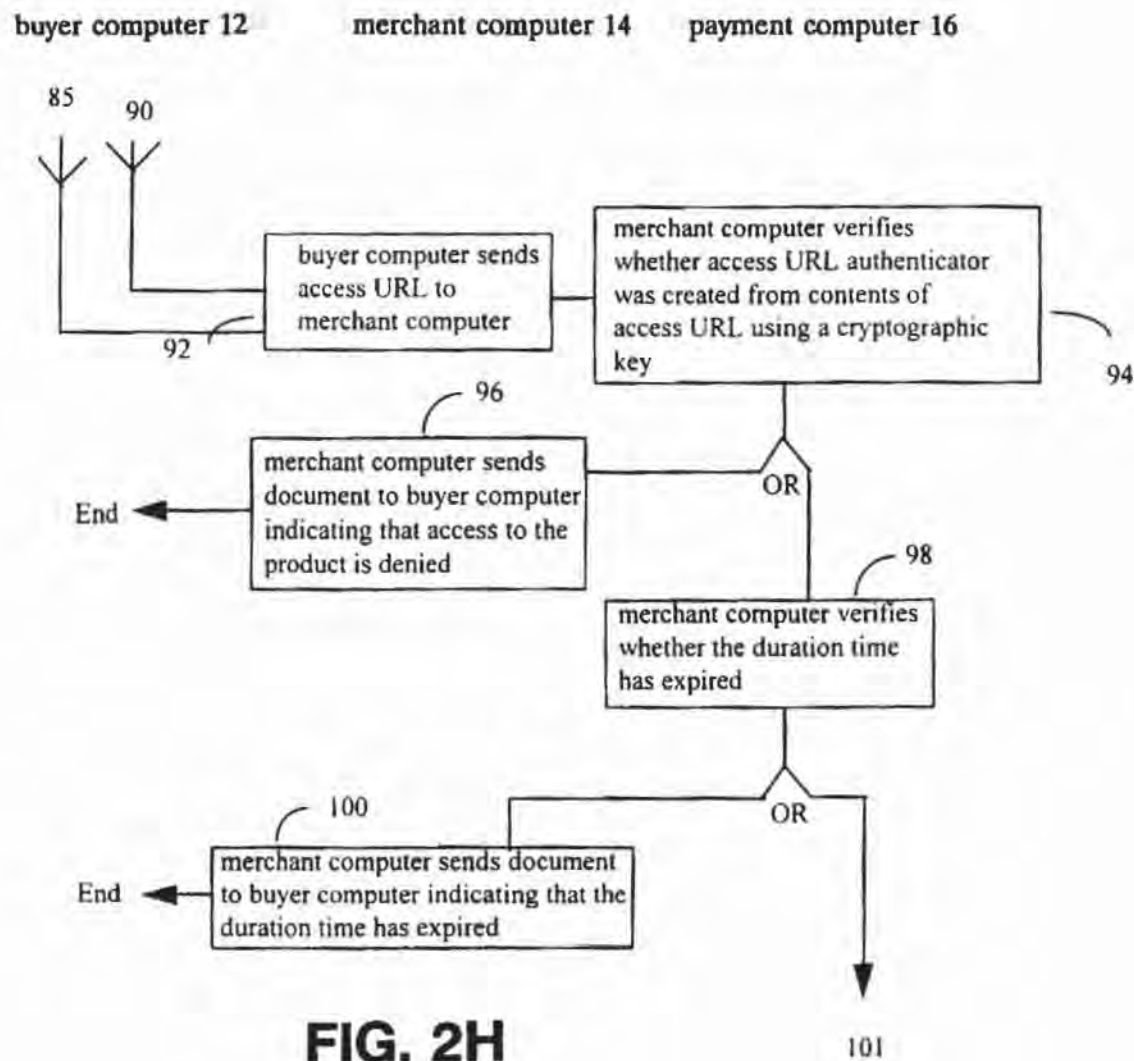 buyer computer 12 merchant computer 14 payment computer 16
85
90
buyer computer sends
access URL to
merchant computer
92
merchant computer verifies
whether access URL authenticator
was created from contents of
access URL using a cryptographic
key
94
96
merchant computer sends
document to buyer computer
indicating that access to the
product is denied
End
OR
98
merchant computer verifies
whether the duration time
has expired
OR
100
merchant computer sends document
to buyer computer indicating that the
duration time has expired
End
FIG. 2H
101